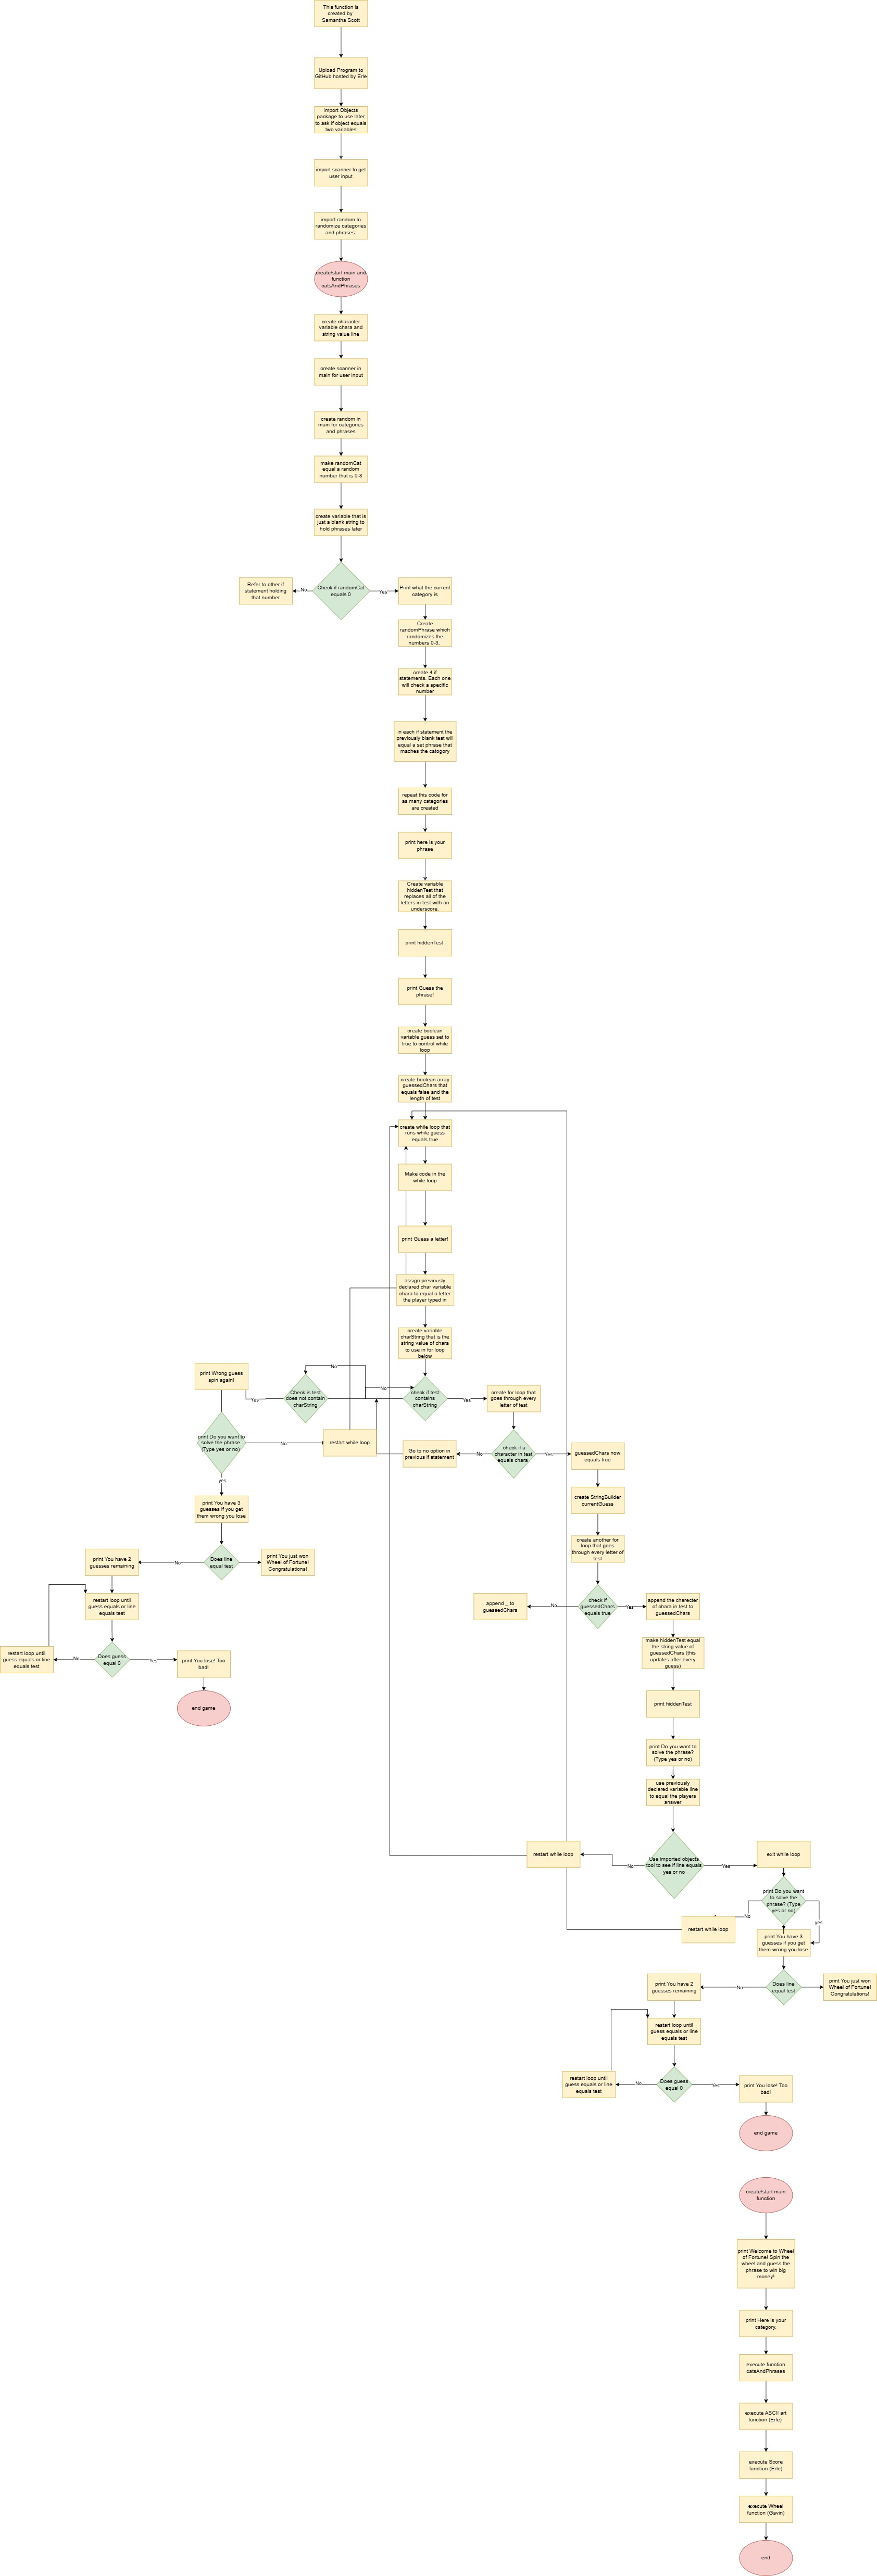 This function is
created by
Samantha Scott
Upload Program to
GitHub hosted by Erle
import Objects
package to use later
to ask if object equals
two variables
import scanner to get
user input
import random to
randomize categories
and phrases.
create/start main and
function
catsAndPhrases
create character
variable chara and
string value line
create scanner in
main for user input
create random in
main for categories
and phrases
make randomCat
equal a random
number that is 0-8
create variable that is
just a blank string to
hold phrases later
Refer to other if
statement holding
that number
No
Check if randomCat
equals 0
Yes
Print what the current
category is
Create
randomPhrase which
randomizes the
numbers 0-3.
create 4 if
statements. Each one
will check a specific
number
in each if statement the
previously blank test will
equal a set phrase that
maches the catogory
repeat this code for
as many categories
are created
print here is your
phrase
Create variable
hiddenTest that
replaces all of the
letters in test with an
underscore.
print hiddenTest
print Guess the
phrase!
create boolean
variable guess set to
true to control while
loop
create boolean array
guessedChars that
equals false and the
length of test
create while loop that
runs while guess
equals true
Make code in the
while loop
print Guess a letter!
assign previously
declared char variable
chara to equal a letter
the player typed in
create variable
charString that is the
string value of chara
to use in for loop
below
No
print Wrong guess
spin again!
Yes
Check is test
does not contain
charString
No
check if test
contains
charString
Yes
create for loop that
goes through every
letter of test
print Do you want to
solve the phrase.
(Type yes or no)
No
restart while loop
Go to no option in
previous if statement
No
check if a
character in test
equals chara
Yes
guessedChars now
equals true
yes
print You have 3
guesses if you get
them wrong you lose
create StringBuilder
currentGuess
create another for
loop that goes
through every letter of
test
print You have 2
guesses remaining
No
Does line
equal test
print You just won
Wheel of Fortune!
Congratulations!
restart loop until
guess equals or line
equals test
append _ to
guessedChars
No
check if
guessedChars
equals true
Yes
append the charecter
of chars in test to
guessedChars
restart loop until
guess equals or line
equals test
No
Does guess
equal 0
Yes
print You lose! Too
bad!
make hiddenTest equal
the string value of
guessedChars (this
updates after every
guess)
end game
print hiddenTest
print Do you want to
solve the phrase?
(Type yes or no)
use previously
declared variable line
to equal the players
answer
restart while loop
No
Use imported objects
tool to see if line equals
yes or no
Yes
exit while loop
print Do you want
to solve the
phrase? (Type
yes or no)
No
yes
restart while loop
print You have 3
guesses if you get
them wrong you lose
print You have 2
guesses remaining
No
Does line
equal test
print You just won
Wheel of Fortune!
Congratulations!
restart loop until
guess equals or line
equals test
restart loop until
guess equals or line
equals test
No
Does guess
equal 0
Yes
print You lose! Too
bad!
end game
create/start main
function
print Welcome to Wheel
of Fortune! Spin the
wheel and guess the
phrase to win big
money!
print Here is your
category.
execute function
catsAndPhrases
execute ASCII art
function (Erle)
execute Score
function (Erle)
execute Wheel
function (Gavin)
end